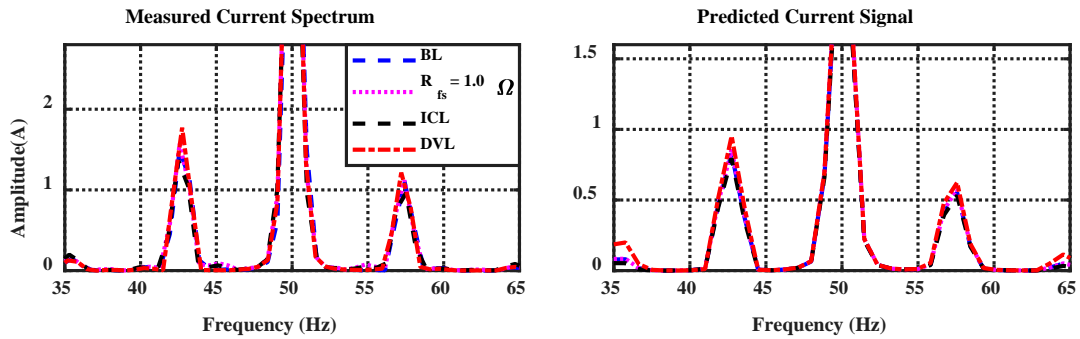 Measured Current Spectrum
Amplitude(A)
2
1
0
35 40 45 50 55 60 65
Frequency (Hz)
BL
R fs = 1.0 Ω
ICL
DVL
Predicted Current Signal
1.5
1
0.5
0
35 40 45 50 55 60 65
Frequency (Hz)